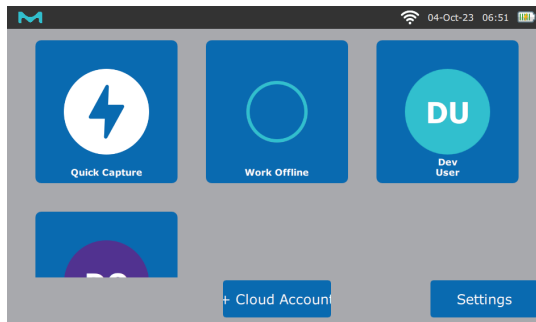 04-Oct-23 06:51
DU
Quick Capture
Work Offline
Dev
User
+ Cloud Account
Settings